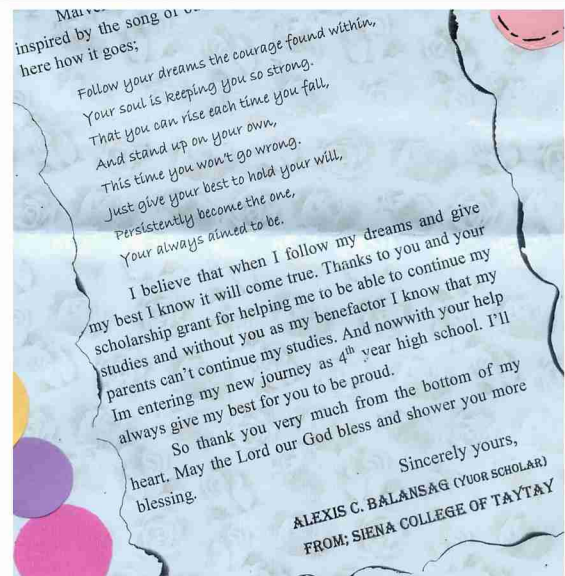 inspired by the song of
here how it goes;
Follow your dreams the courage found within,
Your soul is keeping you so strong.
That you can rise each time you fall,
And stand up on your own,
This time you won't go wrong.
Just give your best to hold your will,
Persistently become the one,
Your always aimed to be.
I believe that when I follow my dreams and give
my best I know it will come true. Thanks to you and your
scholarship grant for helping me to be able to continue my
studies and without you as my benefactor I know that my
parents can't continue my studies. And nowwith your help
Im entering my new journey as 4th year high school. I'll
always give my best for you to be proud.
So thank you very much from the bottom of my
heart. May the Lord our God bless and shower you more
blessing.
Sincerely yours,
ALEXIS C. BALANSAG (YUOR SCHOLAR)
FROM; SIENA COLLEGE OF TAYTAY